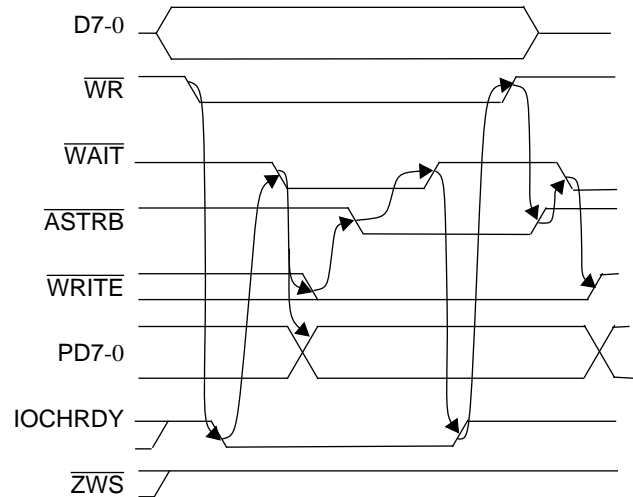 D7-0
WR
WAIT
ASTRB
WRITE
PD7-0
IOCHRDY
ZWS